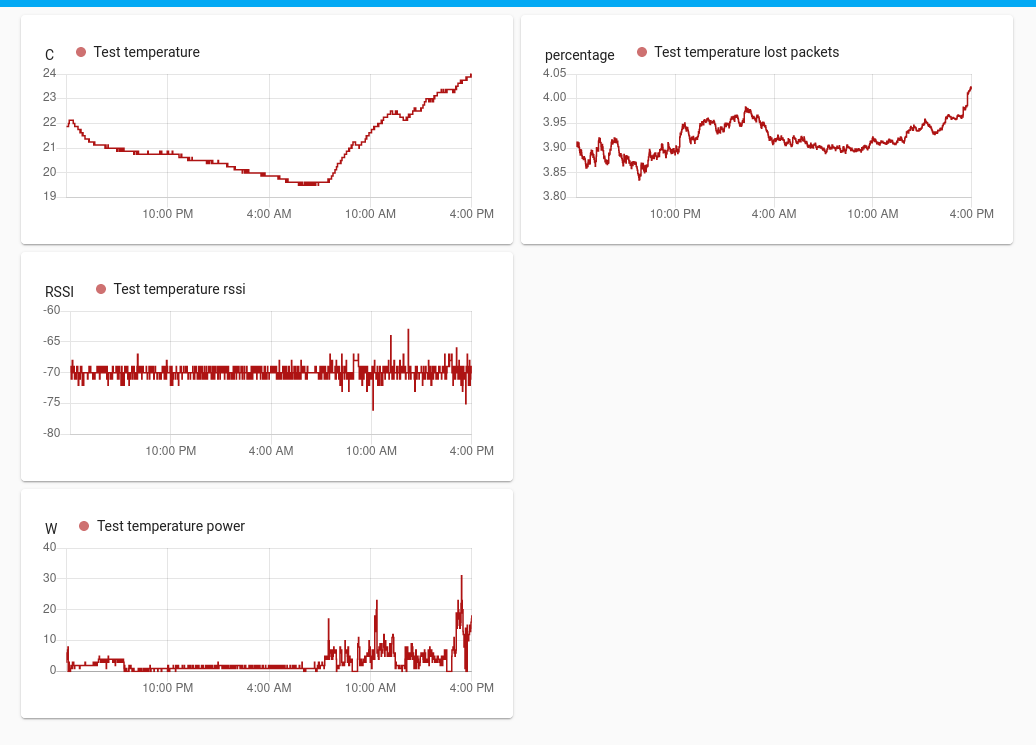 C Test temperature
24
23
22
21
20
19
10:00 PM 4:00 AM 10:00 AM 4:00 PM
percentage Test temperature lost packets
4.05
4.00
3.95
3.90
3.85
3.80
10:00 PM 4:00 AM 10:00 AM 4:00 PM
RSSI Test temperature rssi
-60
-65
-70
-75
-80
10:00 PM 4:00 AM 10:00 AM 4:00 PM
W Test temperature power
40
30
20
10
0
10:00 PM 4:00 AM 10:00 AM 4:00 PM